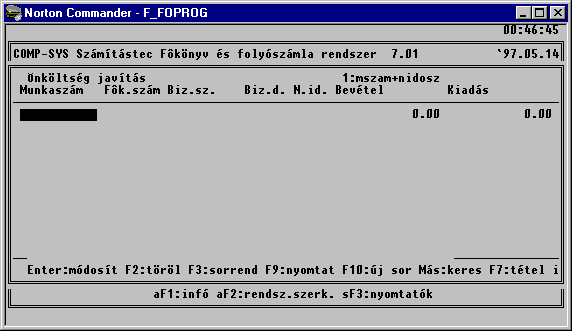 Norton Commander - F_FOPROG
00:46:45
COMP-SYS Számítástec Fôkönyv és folyószámla rendszer 7.01 `97.05.14
Önköltség javítás 1:mszam+nidosz
Munkaszám Fôk.szám Biz.sz. Biz.d. N.id. Bevétel Kiadás
0.00 0.00
Enter:módosít F2:töröl F3:sorrend F9:nyomtat F10:új sor Más:keres F7:tétel i
aF1:infó aF2:rendsz.szerk. sF3:nyomtatók